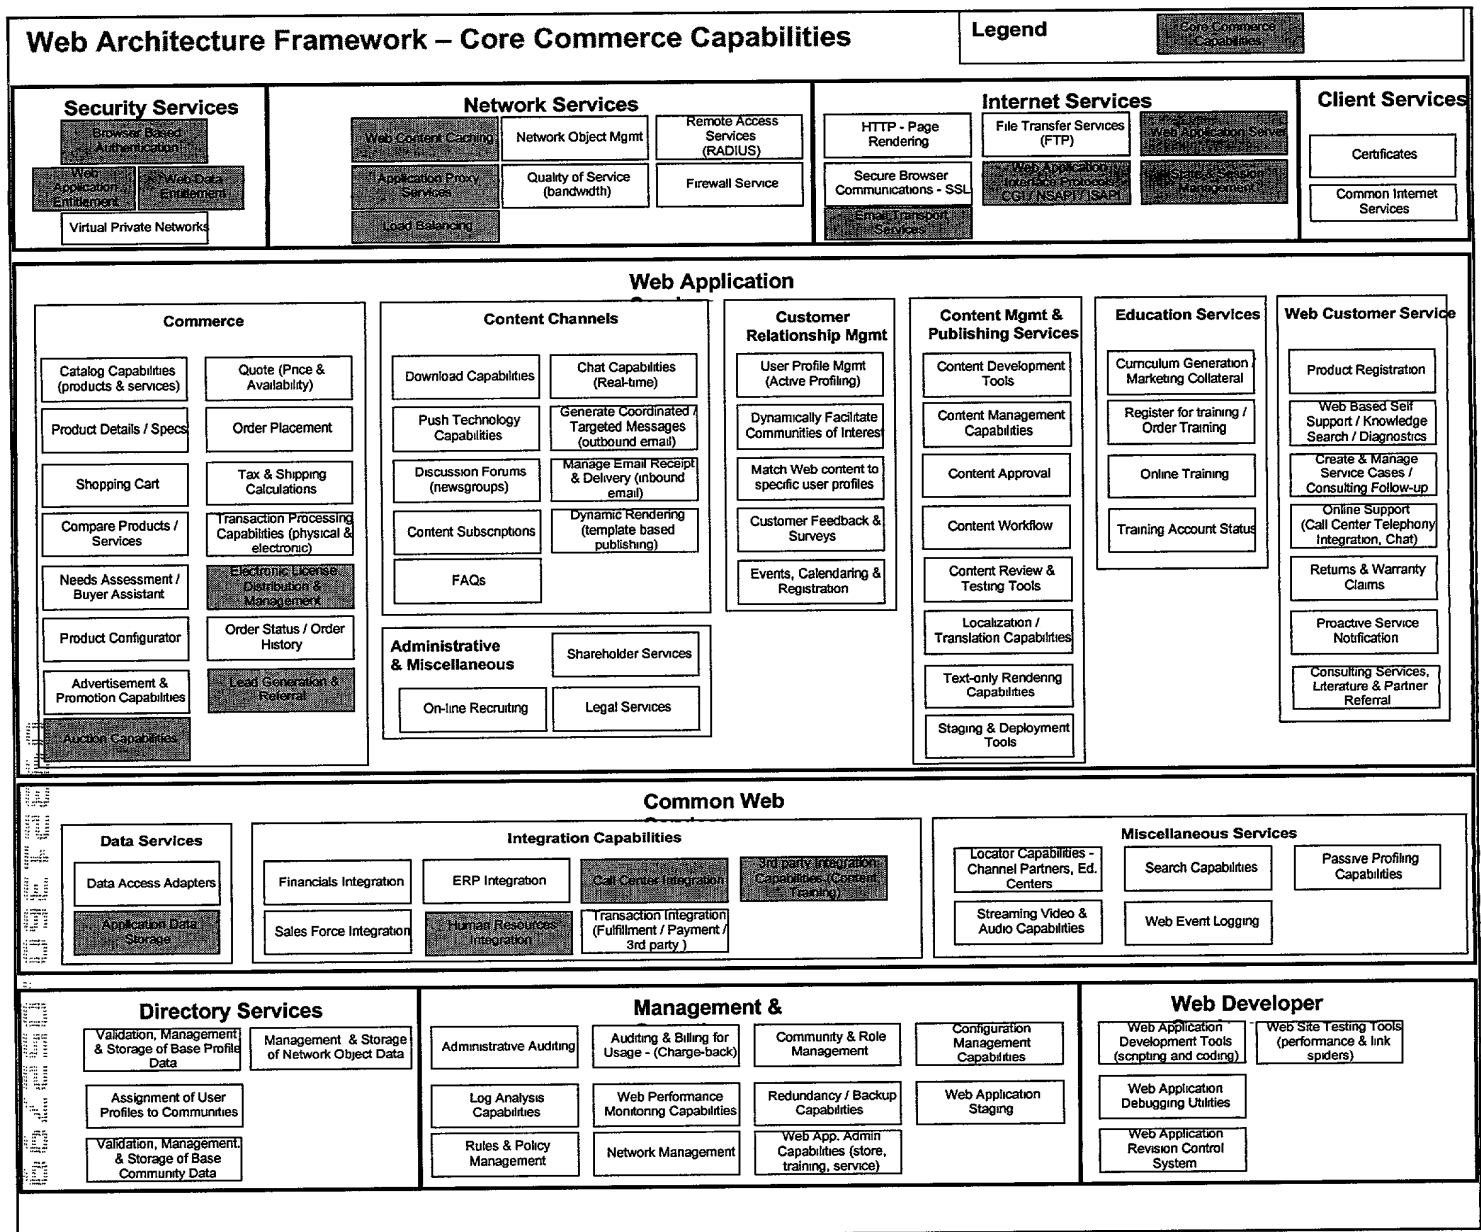 Web Architecture Framework – Core Commerce Capabilities
Legend
Core Commerce
Capabilities
Security Services
Browser Based
Authentication
Web
Application
Entitlement
Web Data
Entitlement
Virtual Private Networks
Network Services
Web Content Caching
Network Object Mgmt
Remote Access
Services
(RADIUS)
Application Proxy
Services
Quality of Service
(bandwidth)
Firewall Service
Load Balancing
Internet Services
HTTP - Page
Rendering
File Transfer Services
(FTP)
Web Application Server
Secure Browser
Communications - SSL
Web Application
CGI / NSAPI / ISAPI
State & Session
Management
Email Transport
Services
Client Services
Certificates
Common Internet
Services
Web Application
Commerce
Catalog Capabilities
(products & services)
Quote (Price &
Availability)
Product Details / Specs
Order Placement
Shopping Cart
Tax & Shipping
Calculations
Compare Products /
Services
Transaction Processing
Capabilities (physical &
electronic)
Needs Assessment /
Buyer Assistant
Electronic License
Distribution &
Management
Product Configurator
Order Status / Order
History
Advertisement &
Promotion Capabilities
Lead Generation &
Referral
Auction Capabilities
Content Channels
Download Capabilities
Chat Capabilities
(Real-time)
Push Technology
Capabilities
Generate Coordinated /
Targeted Messages
(outbound email)
Discussion Forums
(newsgroups)
Manage Email Receipt
& Delivery (inbound
email)
Content Subscriptions
Dynamic Rendering
(template based
publishing)
FAQs
Administrative
& Miscellaneous
Shareholder Services
On-line Recruiting
Legal Services
Customer
Relationship Mgmt
User Profile Mgmt
(Active Profiling)
Dynamically Facilitate
Communities of Interest
Match Web content to
specific user profiles
Customer Feedback &
Surveys
Events, Calendaring &
Registration
Content Mgmt &
Publishing Services
Content Development
Tools
Content Management
Capabilities
Content Approval
Content Workflow
Content Review &
Testing Tools
Localization /
Translation Capabilities
Text-only Rendering
Capabilities
Staging & Deployment
Tools
Education Services
Curriculum Generation /
Marketing Collateral
Register for training /
Order Training
Online Training
Training Account Status
Web Customer Service
Product Registration
Web Based Self
Support / Knowledge
Search / Diagnostics
Create & Manage
Service Cases /
Consulting Follow-up
Online Support
(Call Center Telephony
Integration, Chat)
Returns & Warranty
Claims
Proactive Service
Notification
Consulting Services,
Literature & Partner
Referral
Common Web
Data Services
Data Access Adapters
Application Data
Storage
Integration Capabilities
Financials Integration
ERP Integration
Call Center Integration
3rd party Integration
Capabilities (Content
Training)
Sales Force Integration
Human Resources
Integration
Transaction Integration
(Fulfillment / Payment /
3rd party )
Miscellaneous Services
Locator Capabilities -
Channel Partners, Ed.
Centers
Search Capabilities
Passive Profiling
Capabilities
Streaming Video &
Audio Capabilities
Web Event Logging
Directory Services
Validation, Management
& Storage of Base Profile
Data
Management & Storage
of Network Object Data
Assignment of User
Profiles to Communities
Validation, Management,
& Storage of Base
Community Data
Management &
Administrative Auditing
Auditing & Billing for
Usage - (Charge-back)
Community & Role
Management
Configuration
Management
Capabilities
Log Analysis
Capabilities
Web Performance
Monitoring Capabilities
Redundancy / Backup
Capabilities
Web Application
Staging
Rules & Policy
Management
Network Management
Web App. Admin
Capabilities (store,
training, service)
Web Developer
Web Application
Development Tools
(scripting and coding)
Web Site Testing Tools
(performance & link
spiders)
Web Application
Debugging Utilities
Web Application
Revision Control
System